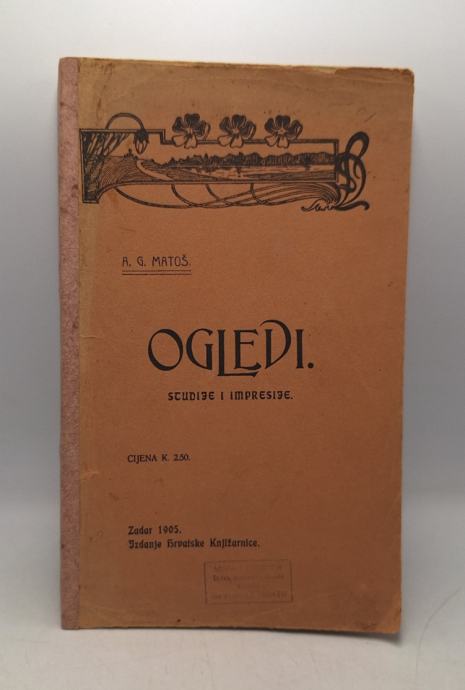 A. G. MATOŠ.
OGLEDI.
STUDIJE I IMPRESIJE.
CIJENA K. 2.50.
Zadar 1905.
Izdanje Hrvatske Knjižarnice.